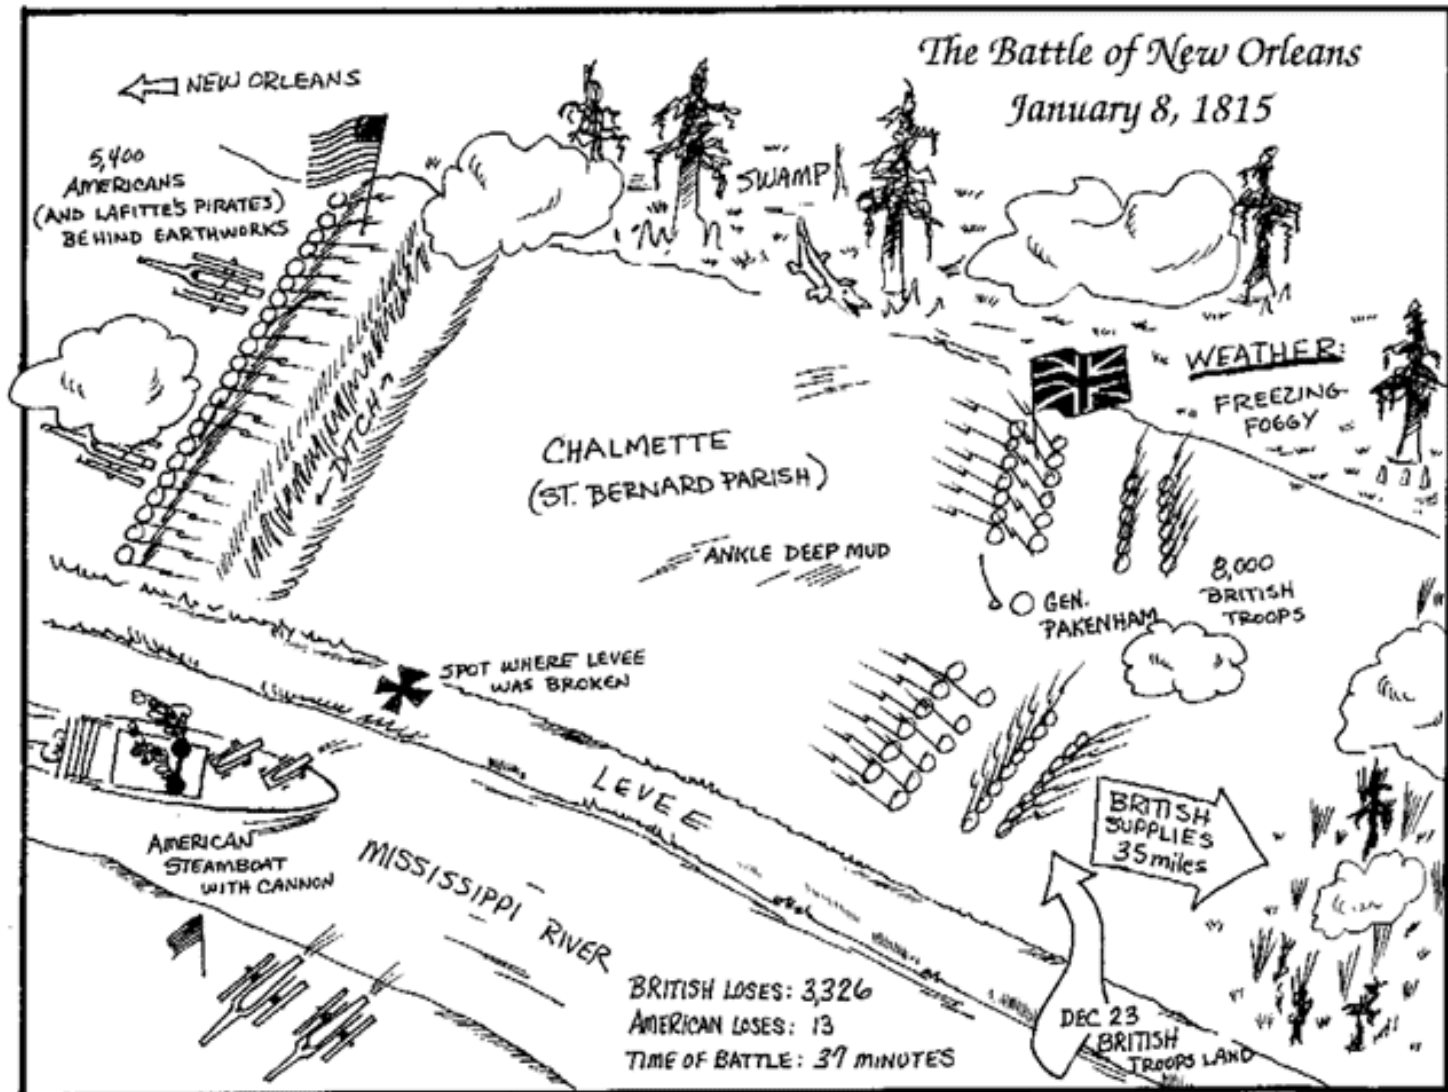 The Battle of New Orleans
January 8, 1815
NEW ORLEANS
5,400
AMERICANS
(AND LAFITTE'S PIRATES)
BEHIND EARTHWORKS
SWAMP
WEATHER:
FREEZING
FOGGY
DITCH
CHALMETTE
(ST. BERNARD PARISH)
ANKLE DEEP MUD
GEN.
PAKENHAM
8,000
BRITISH
TROOPS
SPOT WHERE LEVEE
WAS BROKEN
LEVEE
BRITISH
SUPPLIES
35 miles
AMERICAN
STEAMBOAT
WITH CANNON
MISSISSIPPI RIVER
BRITISH LOSES: 3,326
AMERICAN LOSES: 13
TIME OF BATTLE: 37 MINUTES
DEC 23
BRITISH
TROOPS LAND